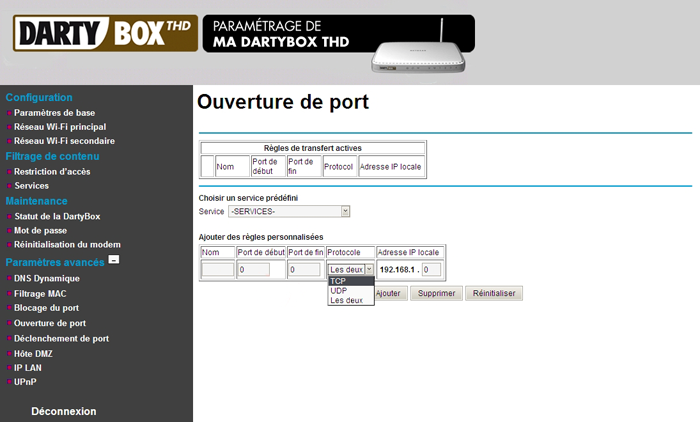 DARTY BOX THD
PARAMÉTRAGE DE
MA DARTYBOX THD
Configuration
Paramètres de base
Réseau Wi-Fi principal
Réseau Wi-Fi secondaire
Filtrage de contenu
Restriction d'accès
Services
Maintenance
Statut de la DartyBox
Mot de passe
Réinitialisation du modem
Paramètres avancés -
DNS Dynamique
Filtrage MAC
Blocage du port
Ouverture de port
Déclenchement de port
Hôte DMZ
IP LAN
UPnP
Déconnexion
Ouverture de port
Règles de transfert actives
Nom Port de début Port de fin Protocol Adresse IP locale
Choisir un service prédéfini
Service -SERVICES-
Ajouter des règles personnalisées
Nom Port de début Port de fin Protocole Adresse IP locale
0 0 Les deux 192.168.1 . 0
TCP
UDP
Les deux
Ajouter Supprimer Réinitialiser